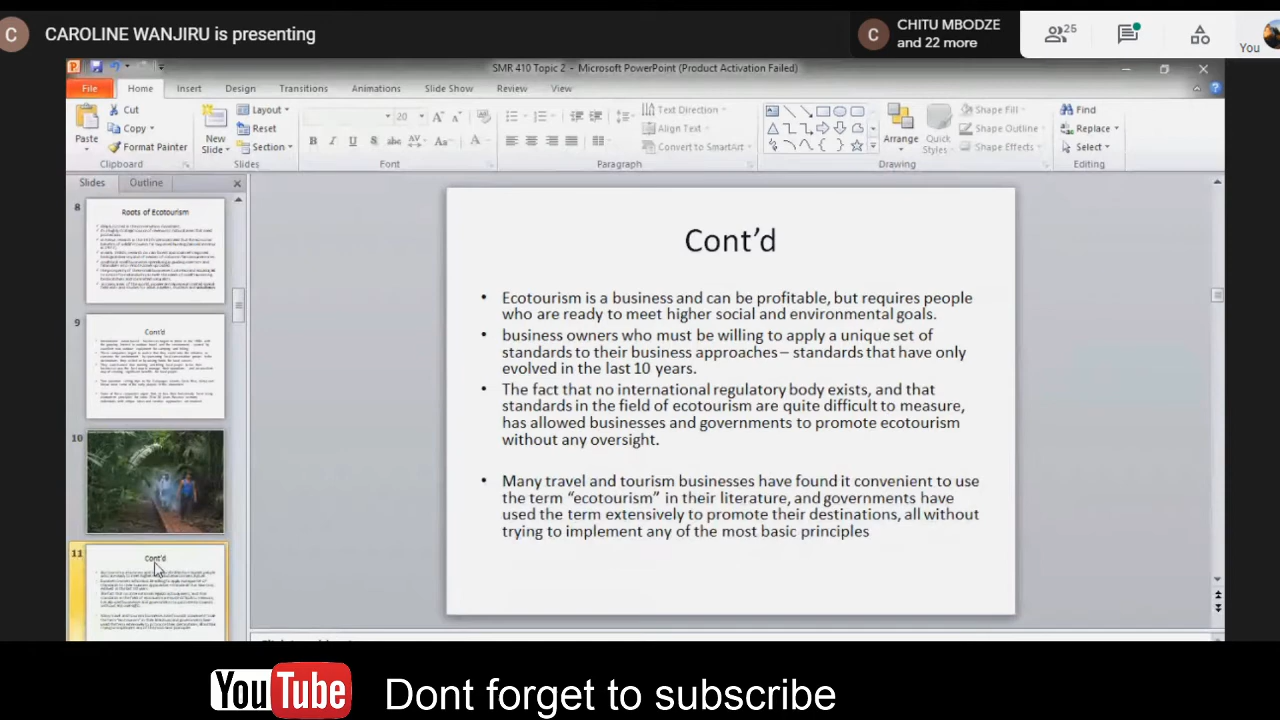 C
CAROLINE WANJIRU is presenting
C
CHITU MBODZE
and 22 more
25
You
SMR 410 Topic 2 - Microsoft PowerPoint (Product Activation Failed)
File
Home
Insert
Design
Transitions
Animations
Slide Show
Review
View
Paste
Cut
Copy
Format Painter
Clipboard
New
Slide
Layout
Reset
Section
Slides
20
Font
Paragraph
Text Direction
Align Text
Convert to SmartArt
Arrange
Quick
Styles
Shape Fill
Shape Outline
Shape Effects
Drawing
Find
Replace
Select
Editing
Slides
Outline
8
Roots of Ecotourism
9
Cont'd
10
11
Cont'd
Cont'd
• Ecotourism is a business and can be profitable, but requires people
who are ready to meet higher social and environmental goals.
• business owners who must be willing to apply a unique set of
standards to their business approaches – standards that have only
evolved in the last 10 years.
• The fact that no international regulatory body exists, and that
standards in the field of ecotourism are quite difficult to measure,
has allowed businesses and governments to promote ecotourism
without any oversight.
• Many travel and tourism businesses have found it convenient to use
the term “ecotourism” in their literature, and governments have
used the term extensively to promote their destinations, all without
trying to implement any of the most basic principles
YouTube
Dont forget to subscribe